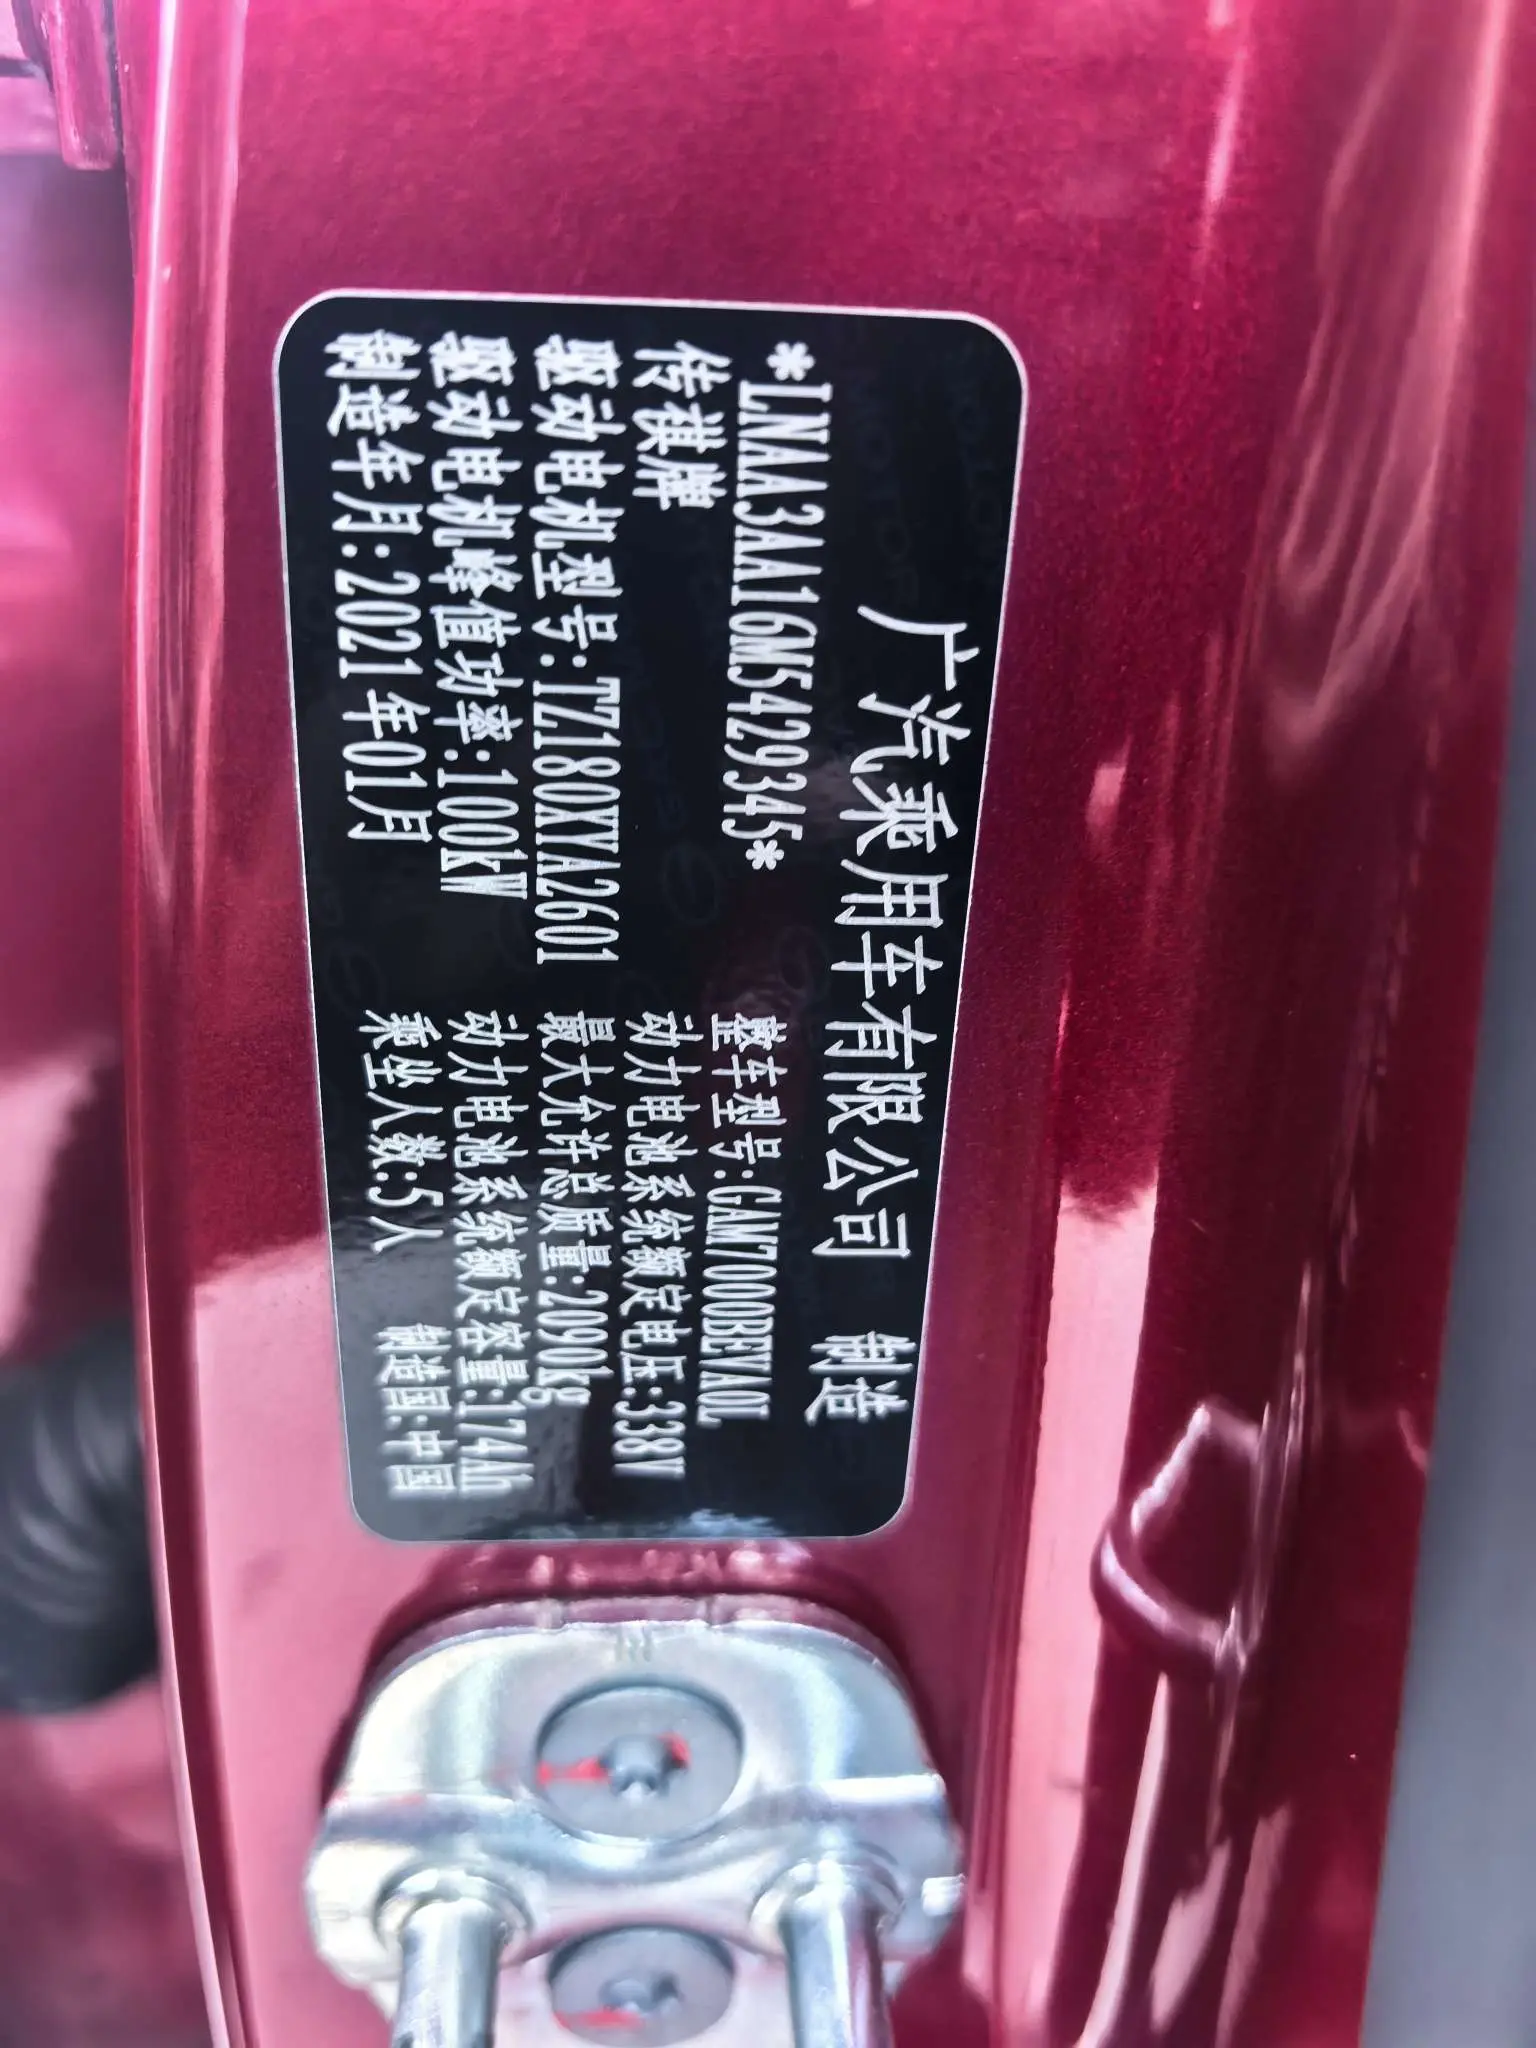 广汽乘用车有限公司 制造
*LNAA3AA16M5429345*
传祺牌
整车型号:GAM7000BEVA0L
驱动电机型号:TZ180XYA2601
动力电池系统额定电压:338V
驱动电机峰值功率:100kW
最大允许总质量:2090kg
动力电池系统额定容量:174Ah
制造年月:2021年01月
乘坐人数:5人
制造国:中国